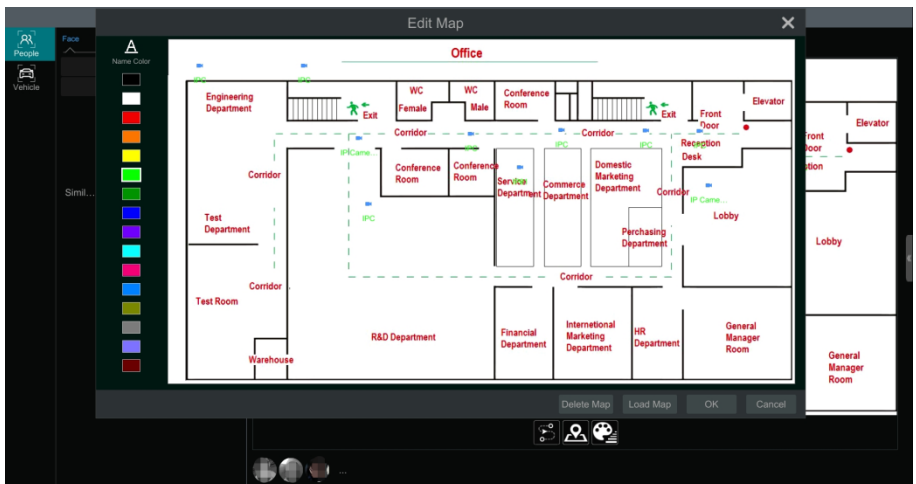 Edit Map
People
Vehicle
Face
Simil...
A
Name Color
Office
IPC
IPC
Engineering
Department
WC
Female
WC
Male
Conference
Room
Exit
Exit
Front
Door
Elevator
Corridor
Corridor
IP Came...
IPC
IPC
IPC
IPC
Reception
Desk
Conference
Room
Conference
Room
Service
Department
Commerce
Department
Domestic
Marketing
Department
Corridor
Corridor
IP Came...
IPC
Test
Department
Lobby
Perchasing
Department
Corridor
Corridor
Test Room
R&D Department
Financial
Department
Internetional
Marketing
Department
HR
Department
General
Manager
Room
Warehouse
Front
Door
Elevator
Lobby
General
Manager
Room
Delete Map
Load Map
OK
Cancel
...